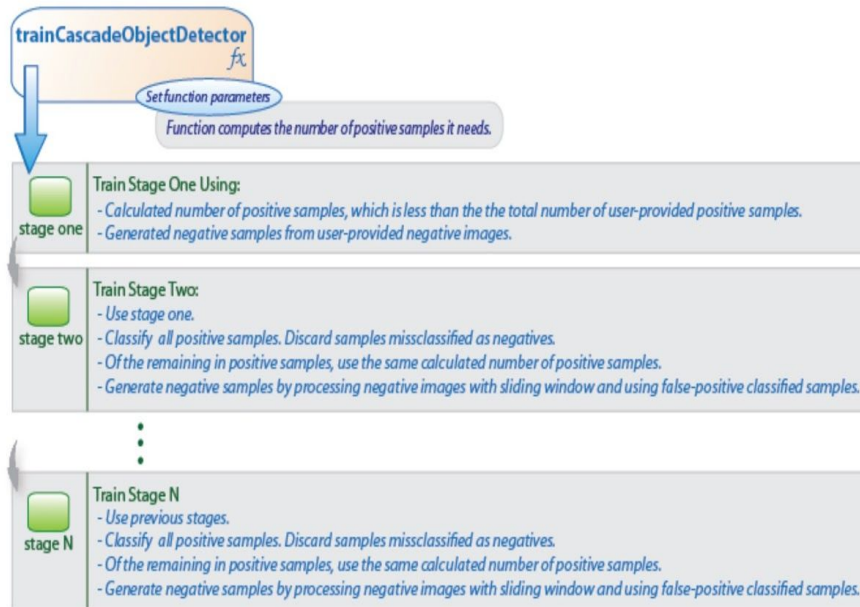 trainCascadeObjectDetector
fx
Set function parameters
Function computes the number of positive samples it needs.
stage one
Train Stage One Using:
- Calculated number of positive samples, which is less than the the total number of user-provided positive samples.
- Generated negative samples from user-provided negative images.
stage two
Train Stage Two:
- Use stage one.
- Classify all positive samples. Discard samples missclassified as negatives.
- Of the remaining in positive samples, use the same calculated number of positive samples.
- Generate negative samples by processing negative images with sliding window and using false-positive classified samples.
stage N
Train Stage N
- Use previous stages.
- Classify all positive samples. Discard samples missclassified as negatives.
- Of the remaining in positive samples, use the same calculated number of positive samples.
- Generate negative samples by processing negative images with sliding window and using false-positive classified samples.